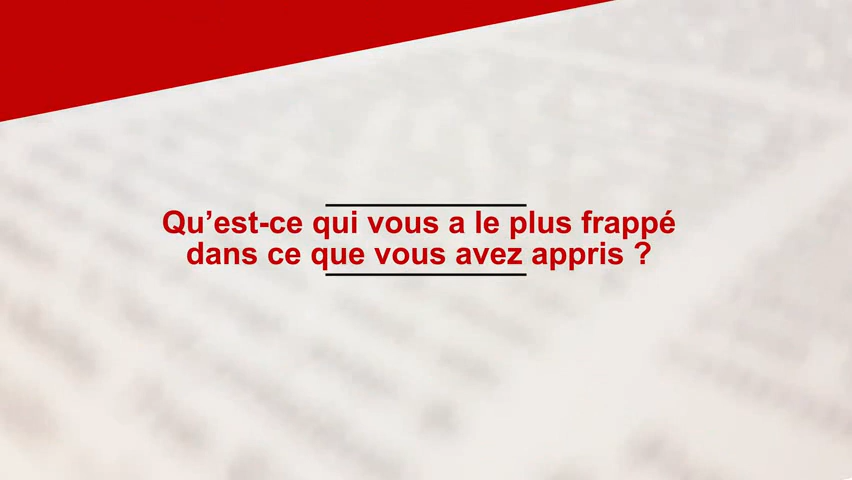 Qu’est-ce qui vous a le plus frappé
dans ce que vous avez appris ?